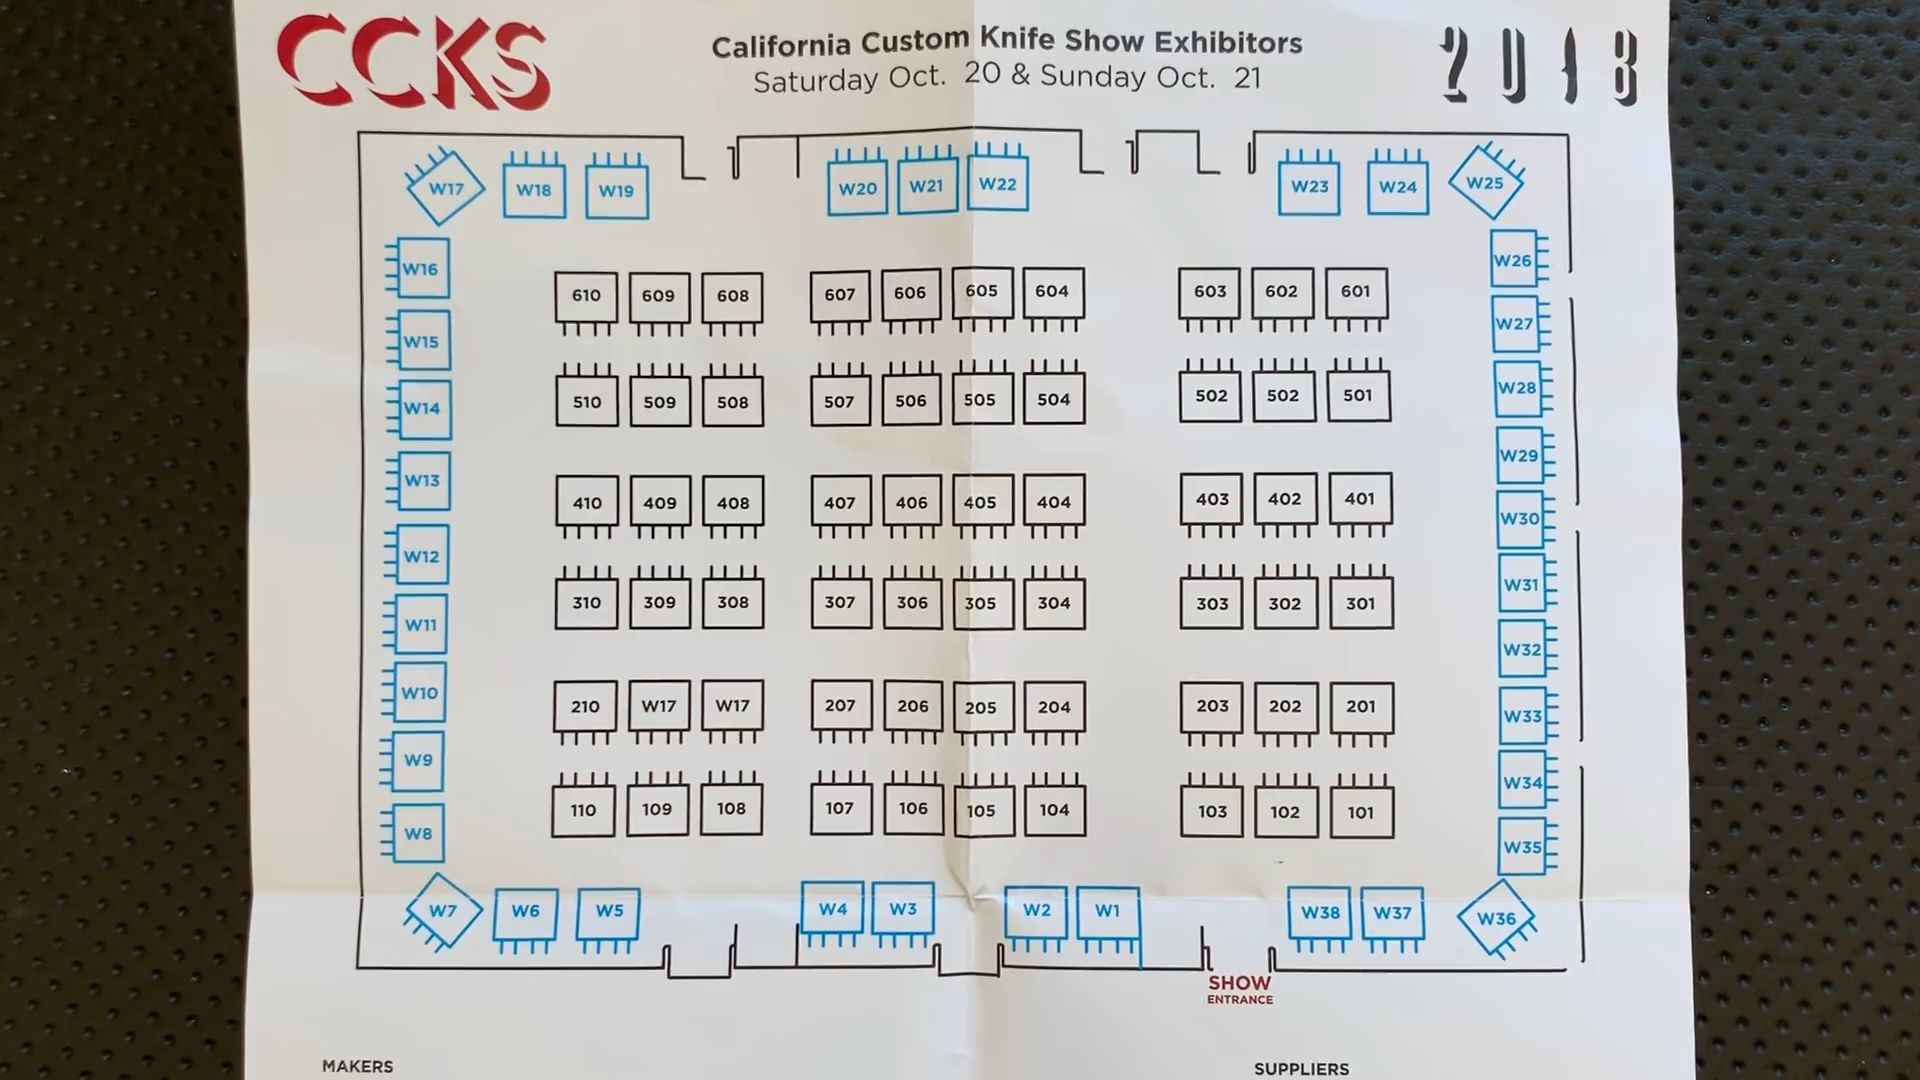 CCKS
California Custom Knife Show Exhibitors
Saturday Oct. 20 & Sunday Oct. 21
2018
W17 W18 W19 W20 W21 W22 W23 W24 W25
W16 W26
610 609 608 607 606 605 604 603 602 601
W15 W27
W14 510 509 508 507 506 505 504 502 502 501 W28
W13 W29
410 409 408 407 406 405 404 403 402 401
W12 W30
W11 310 309 308 307 306 305 304 303 302 301 W31
W10 W32
210 W17 W17 207 206 205 204 203 202 201 W33
W9 W34
110 109 108 107 106 105 104 103 102 101
W8 W35
W7 W6 W5 W4 W3 W2 W1 W38 W37 W36
SHOW
ENTRANCE
MAKERS SUPPLIERS